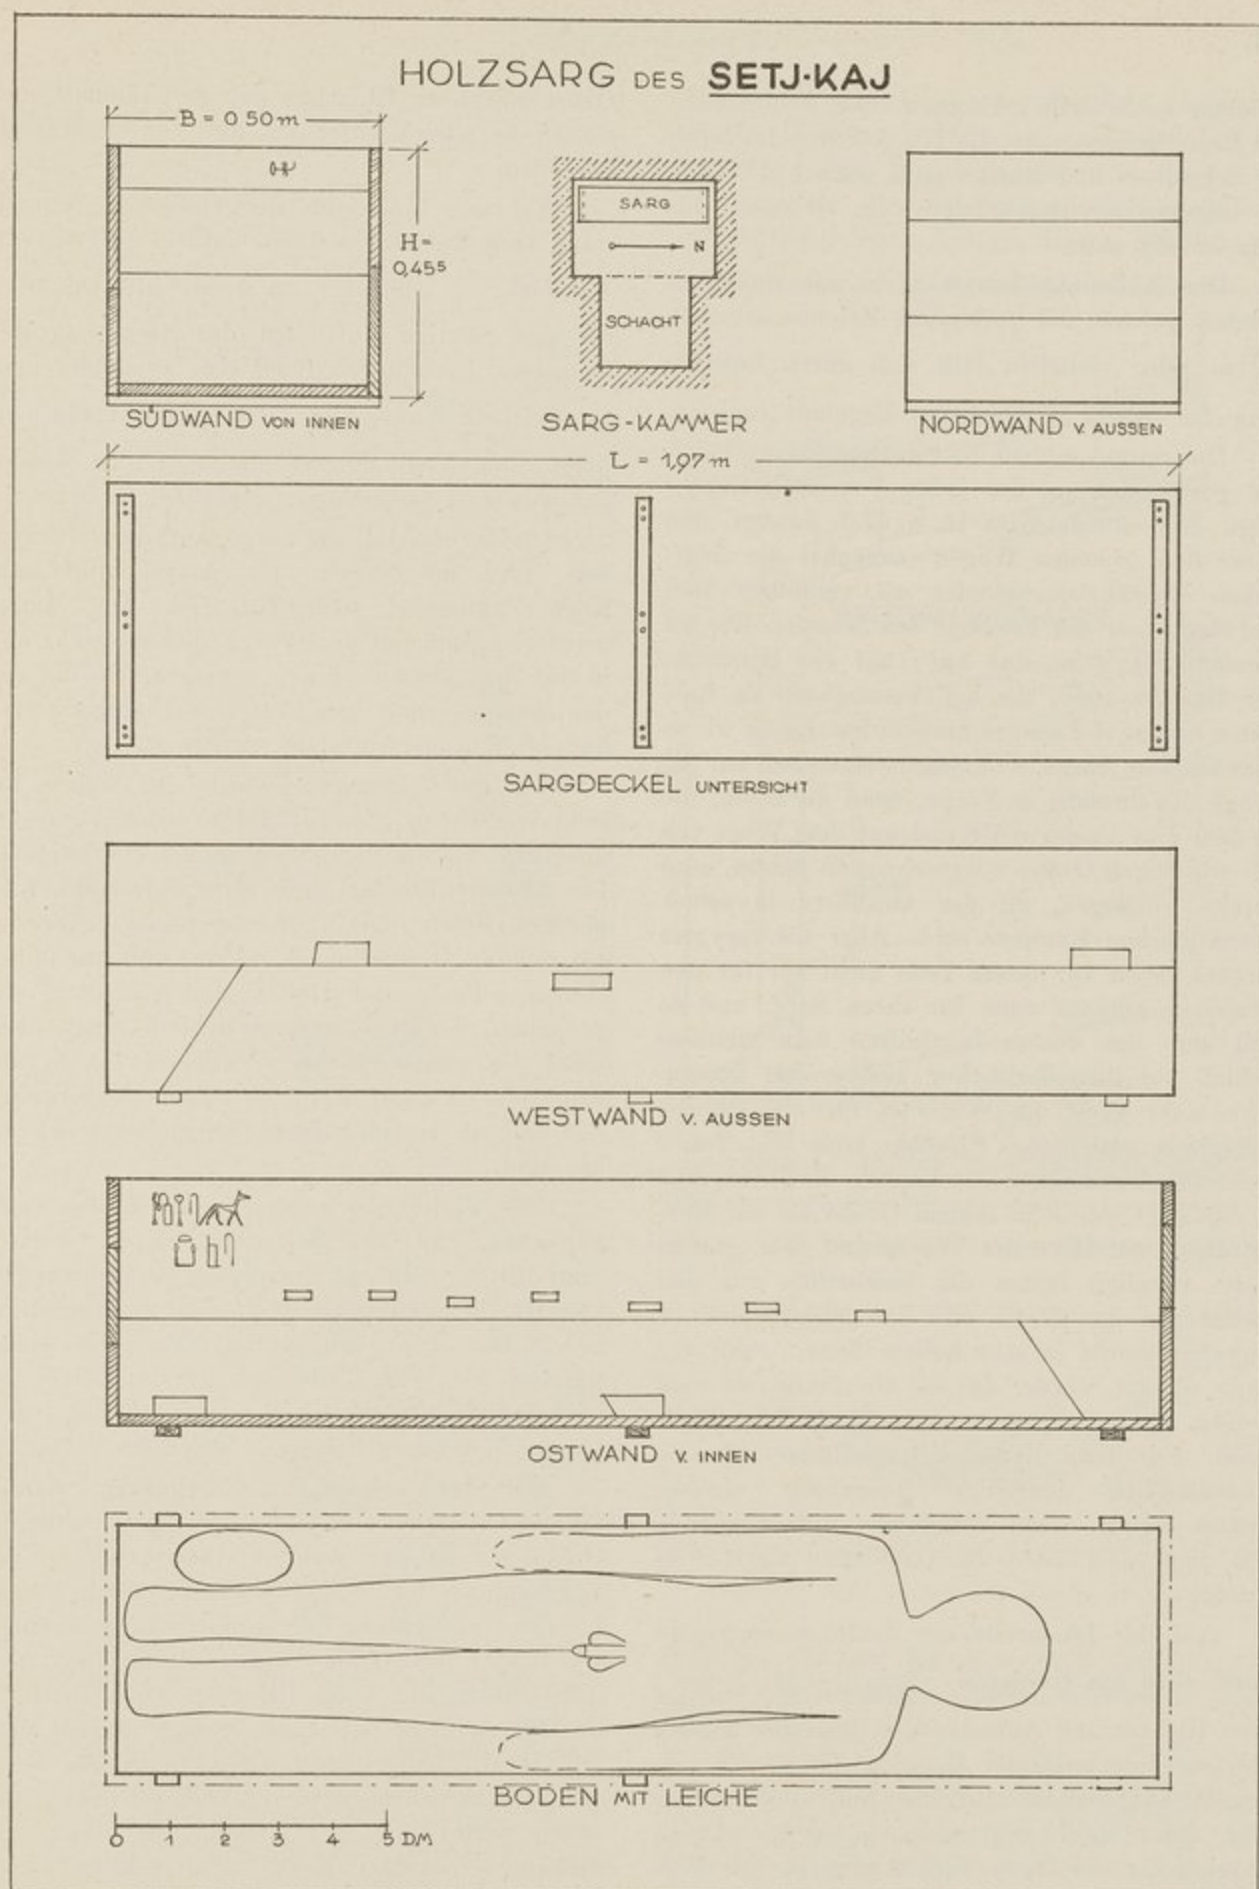 HOLZSARG DES SETJ·KAJ
B = 0 50 m
H = 0,45⁵
SÜDWAND VON INNEN
SARG
N
SCHACHT
SARG-KAMMER
NORDWAND V. AUSSEN
L = 1,97 m
SARGDECKEL UNTERSICHT
WESTWAND V. AUSSEN
OSTWAND V. INNEN
BODEN MIT LEICHE
0 1 2 3 4 5 DM